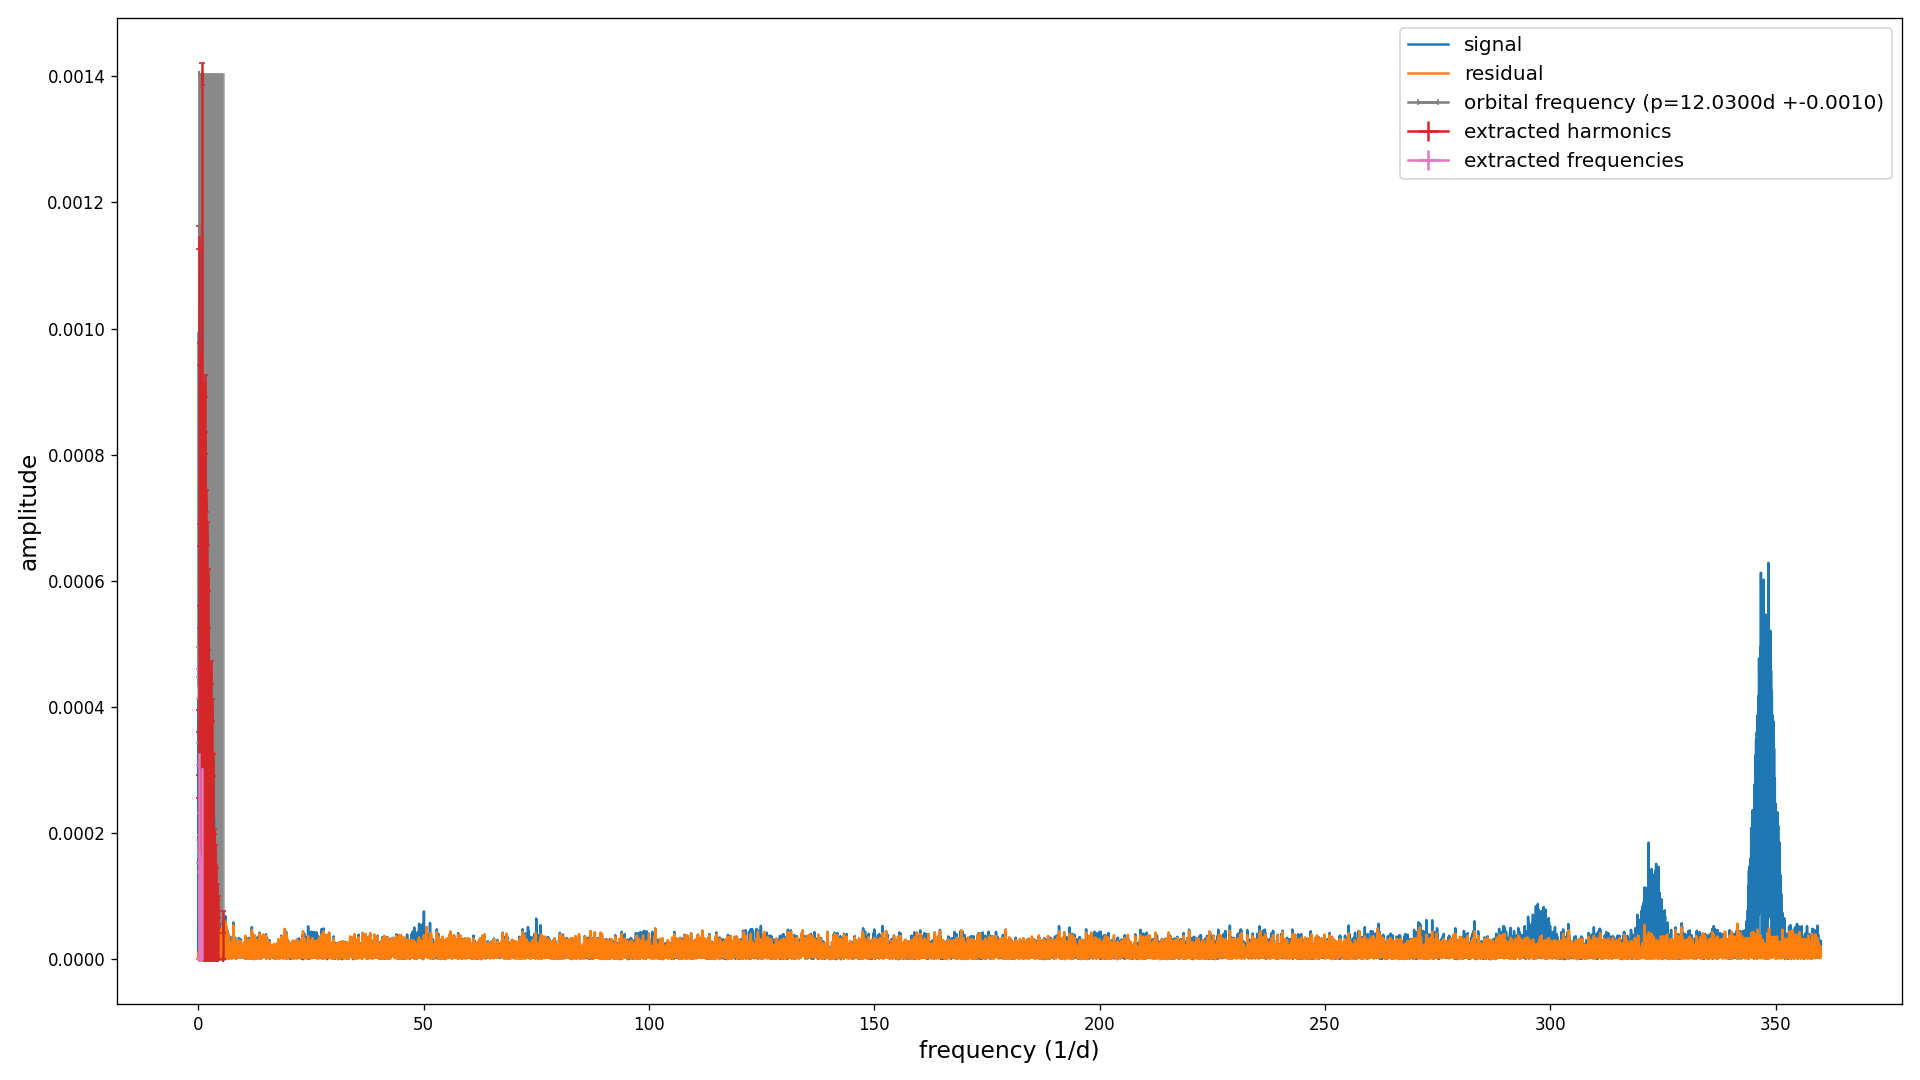 signal
residual
orbital frequency (p=12.0300d +-0.0010)
extracted harmonics
extracted frequencies
0.0014
0.0012
0.0010
0.0008
0.0006
0.0004
0.0002
0.0000
amplitude
0 50 100 150 200 250 300 350
frequency (1/d)